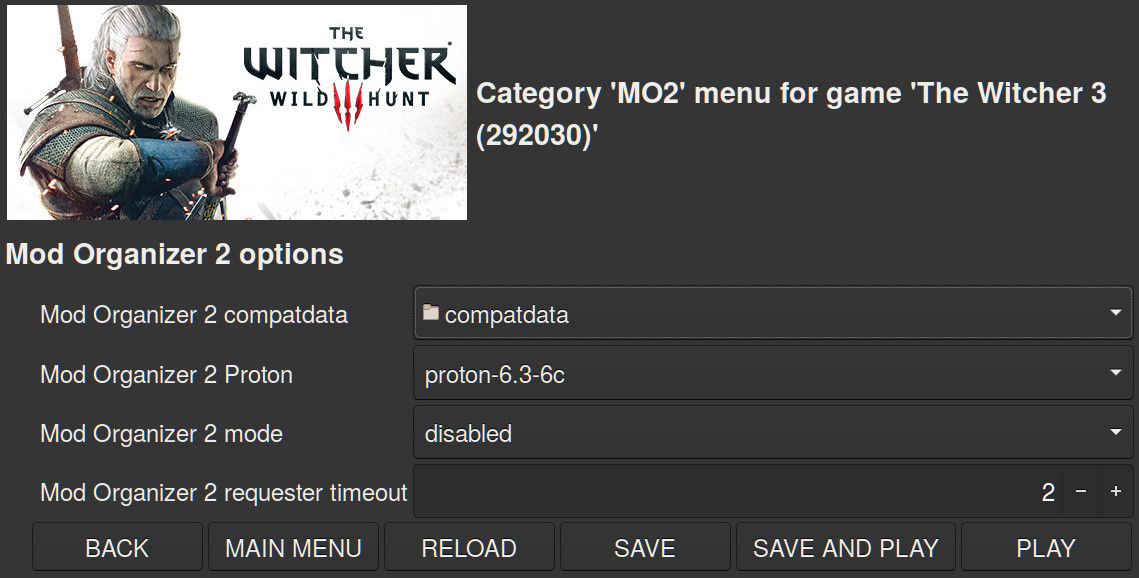 THE
WITCHER
WILD HUNT
Category 'MO2' menu for game 'The Witcher 3
(292030)'
Mod Organizer 2 options
Mod Organizer 2 compatdata compatdata
Mod Organizer 2 Proton proton-6.3-6c
Mod Organizer 2 mode disabled
Mod Organizer 2 requester timeout 2 − +
BACK MAIN MENU RELOAD SAVE SAVE AND PLAY PLAY